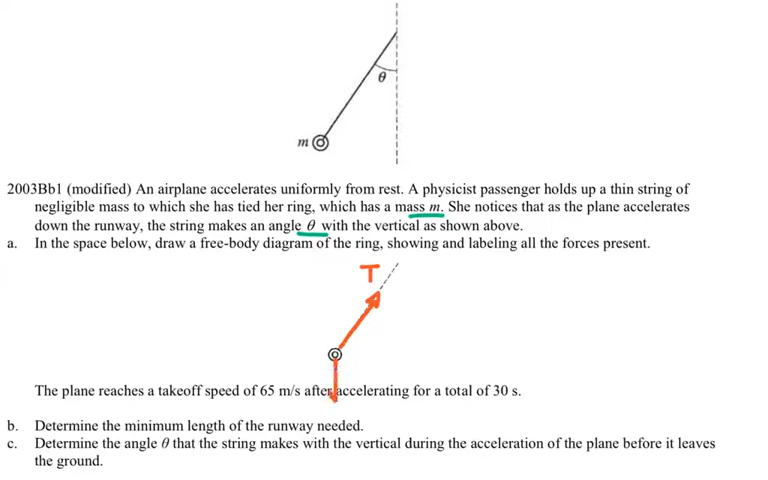 θ
m
2003Bb1 (modified) An airplane accelerates uniformly from rest. A physicist passenger holds up a thin string of
negligible mass to which she has tied her ring, which has a mass m. She notices that as the plane accelerates
down the runway, the string makes an angle θ with the vertical as shown above.
a. In the space below, draw a free-body diagram of the ring, showing and labeling all the forces present.
T
The plane reaches a takeoff speed of 65 m/s after accelerating for a total of 30 s.
b. Determine the minimum length of the runway needed.
c. Determine the angle θ that the string makes with the vertical during the acceleration of the plane before it leaves
the ground.